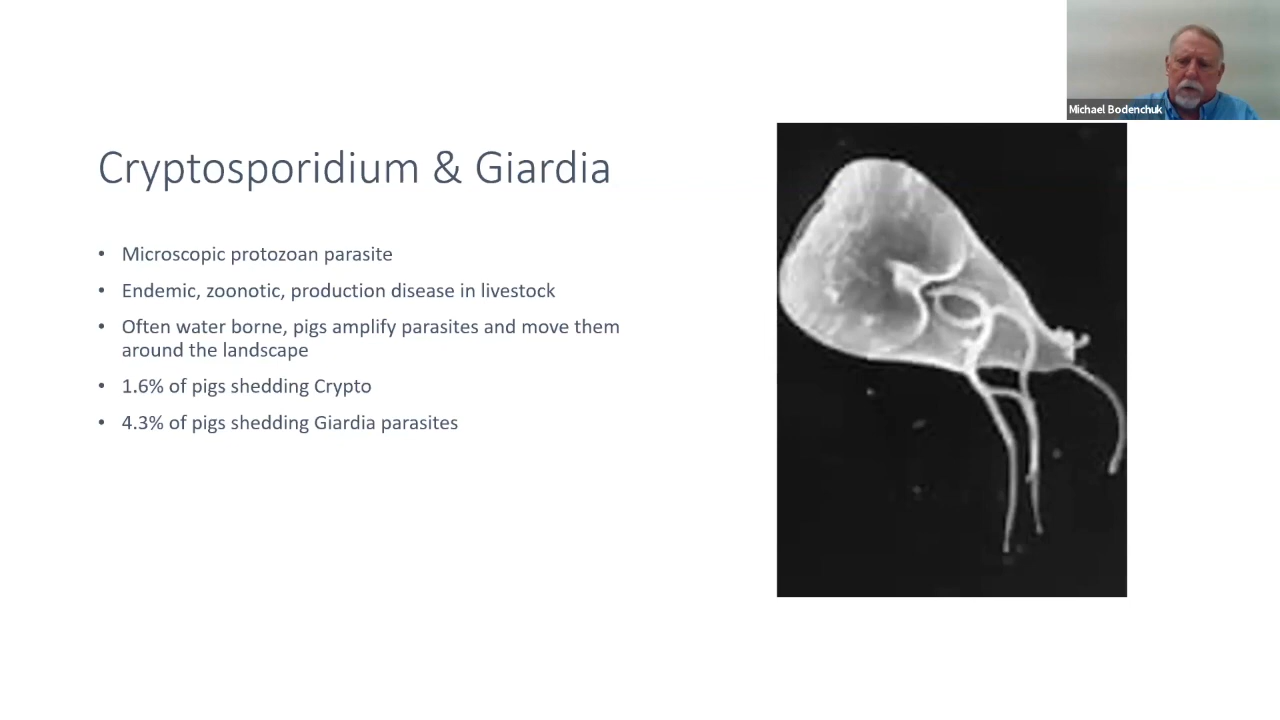 Michael Bodenchuk
Cryptosporidium & Giardia
• Microscopic protozoan parasite
• Endemic, zoonotic, production disease in livestock
• Often water borne, pigs amplify parasites and move them
around the landscape
• 1.6% of pigs shedding Crypto
• 4.3% of pigs shedding Giardia parasites